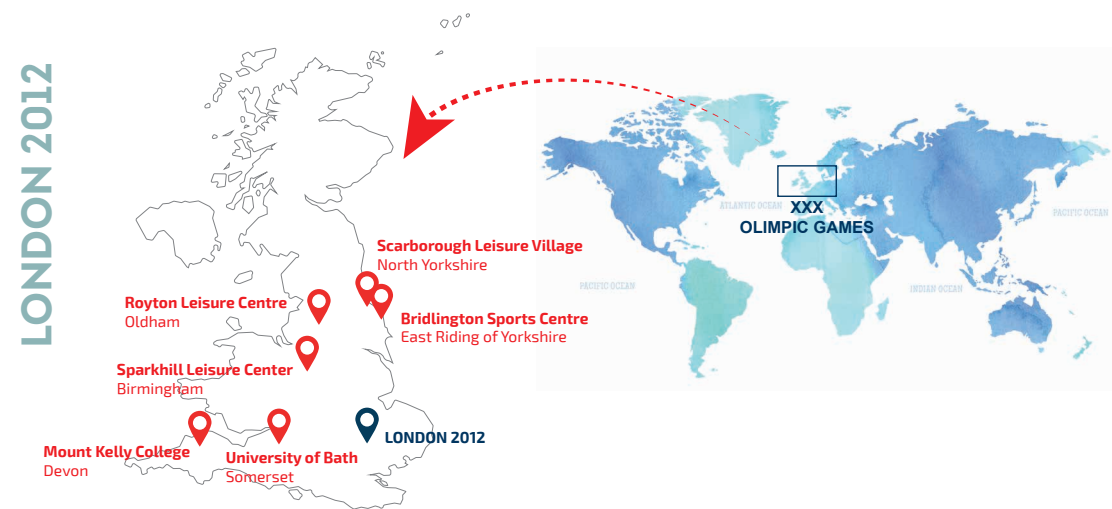 LONDON 2012
Scarborough Leisure Village
North Yorkshire
Royton Leisure Centre
Oldham
Bridlington Sports Centre
East Riding of Yorkshire
Sparkhill Leisure Center
Birmingham
LONDON 2012
Mount Kelly College
Devon
University of Bath
Somerset
ATLANTIC OCEAN
XXX
OLIMPIC GAMES
PACIFIC OCEAN
PACIFIC OCEAN
INDIAN OCEAN